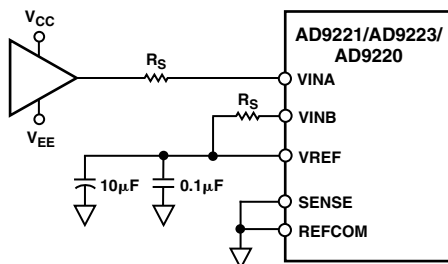 VCC
AD9221/AD9223/
AD9220
RS
VINA
RS
VINB
VEE
VREF
10µF
0.1µF
SENSE
REFCOM